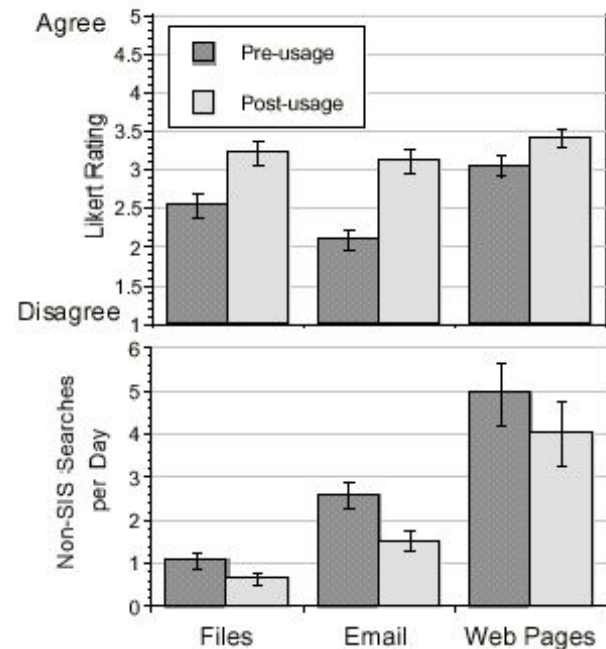 Agree
5
4.5
4
3.5
3
2.5
2
1.5
1
Disagree
Likert Rating
Pre-usage
Post-usage
6
5
4
3
2
1
0
Non-SIS Searches
per Day
Files Email Web Pages